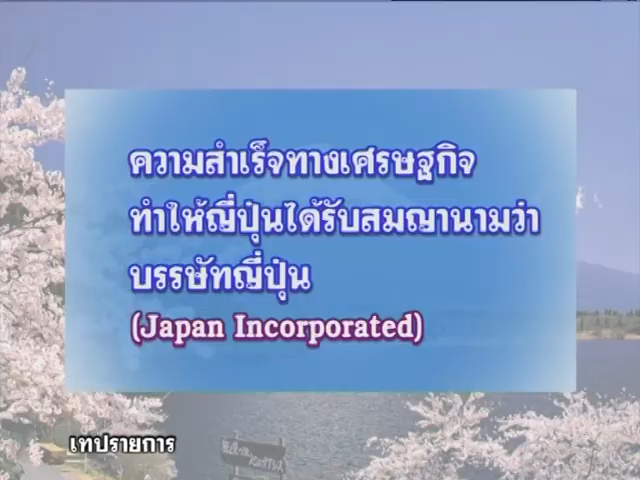 ความสำเร็จทางเศรษฐกิจ
ทำให้ญี่ปุ่นได้รับสมญานามว่า
บรรษัทญี่ปุ่น
(Japan Incorporated)
เทปรายการ